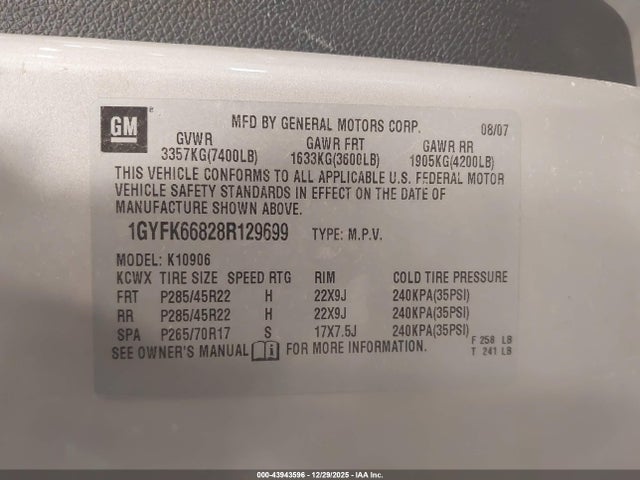 GM
MFD BY GENERAL MOTORS CORP. 08/07
GVWR GAWR FRT GAWR RR
3357KG(7400LB) 1633KG(3600LB) 1905KG(4200LB)
THIS VEHICLE CONFORMS TO ALL APPLICABLE U.S. FEDERAL MOTOR
VEHICLE SAFETY STANDARDS IN EFFECT ON THE DATE OF
MANUFACTURE SHOWN ABOVE.
1GYFK66828R129699 TYPE: M.P.V.
MODEL: K10906
KCWX TIRE SIZE SPEED RTG RIM COLD TIRE PRESSURE
FRT P285/45R22 H 22X9J 240KPA(35PSI)
RR P285/45R22 H 22X9J 240KPA(35PSI)
SPA P265/70R17 S 17X7.5J 240KPA(35PSI)
F 258 LB
SEE OWNER'S MANUAL i FOR MORE INFORMATION. T 241 LB
000-43943596 • 12/29/2025 • IAA Inc.